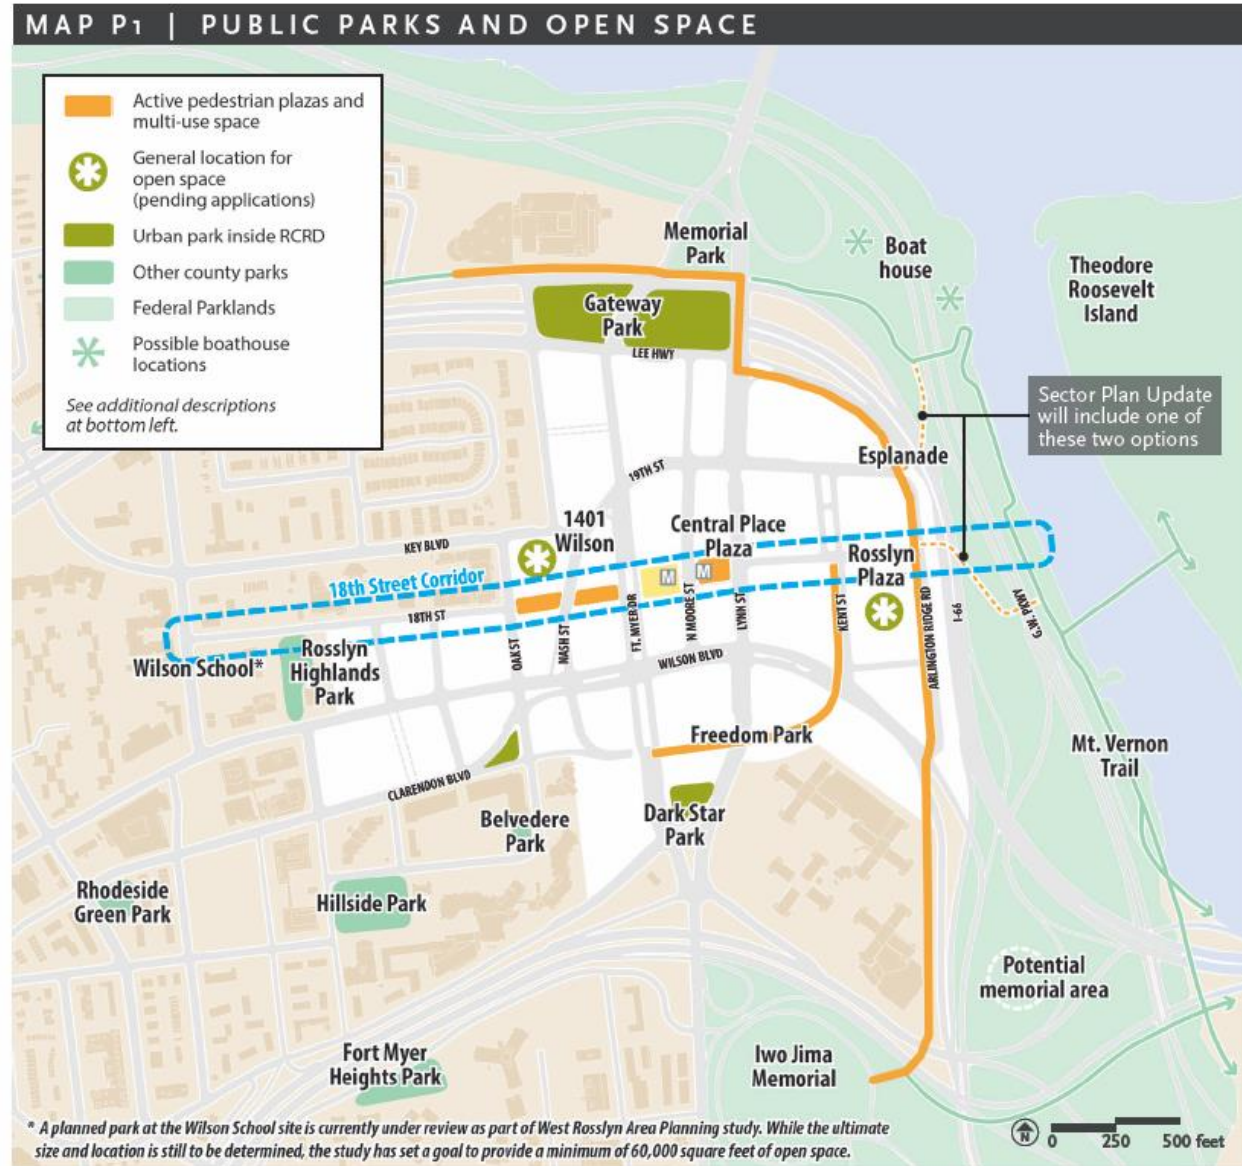 MAP P1 | PUBLIC PARKS AND OPEN SPACE
Active pedestrian plazas and
multi-use space
General location for
open space
(pending applications)
Urban park inside RCRD
Other county parks
Federal Parklands
Possible boathouse
locations
See additional descriptions
at bottom left.
Memorial
Park
Boat
house
Theodore
Roosevelt
Island
Gateway
Park
LEE HWY
Sector Plan Update
will include one of
these two options
Esplanade
19TH ST
1401
Wilson
Central Place
Plaza
KEY BLVD
Rosslyn
Plaza
18th Street Corridor
M
M
18TH ST
OAK ST
NASH ST
FT. MYER DR
N MOORE ST
LYNN ST
KENT ST
ARLINGTON RIDGE RD
I-66
G.W. PKWY
Wilson School*
Rosslyn
Highlands
Park
WILSON BLVD
Freedom Park
Mt. Vernon
Trail
CLARENDON BLVD
Belvedere
Park
Dark Star
Park
Rhodeside
Green Park
Hillside Park
Potential
memorial area
Fort Myer
Heights Park
Iwo Jima
Memorial
* A planned park at the Wilson School site is currently under review as part of West Rosslyn Area Planning study. While the ultimate
size and location is still to be determined, the study has set a goal to provide a minimum of 60,000 square feet of open space.
N
0 250 500 feet